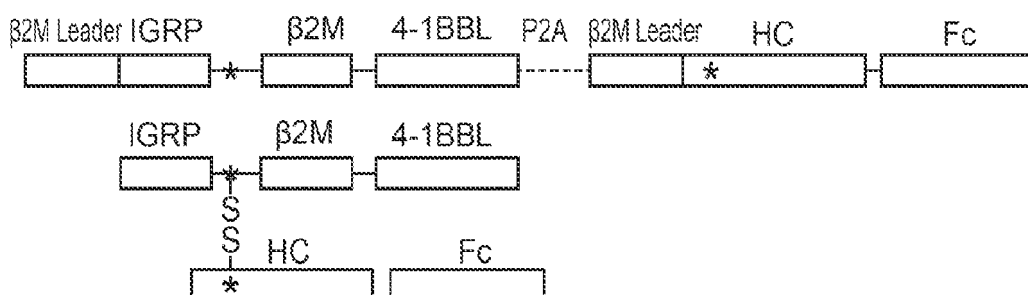 β2M Leader IGRP β2M 4-1BBL P2A β2M Leader HC Fc
* *
IGRP β2M 4-1BBL
*
S
S
HC Fc
*